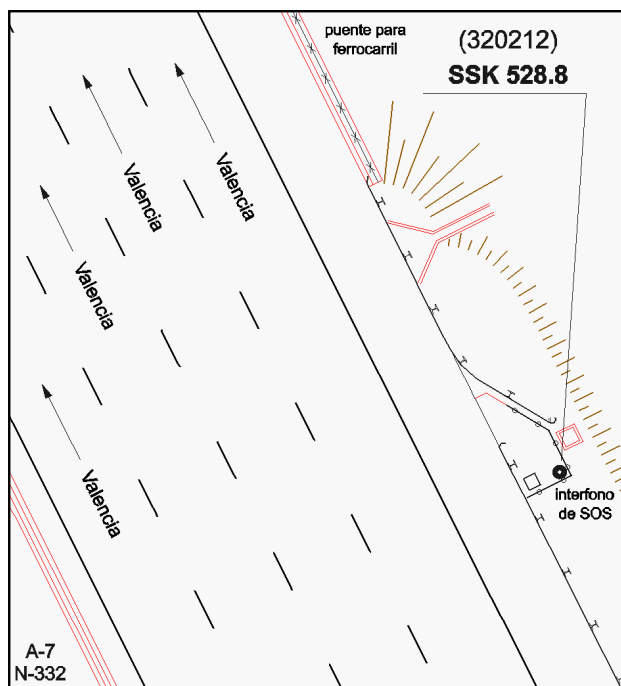 puente para
ferrocarril
(320212)
SSK 528.8
Valencia
Valencia
Valencia
Valencia
interfono
de SOS
A-7
N-332